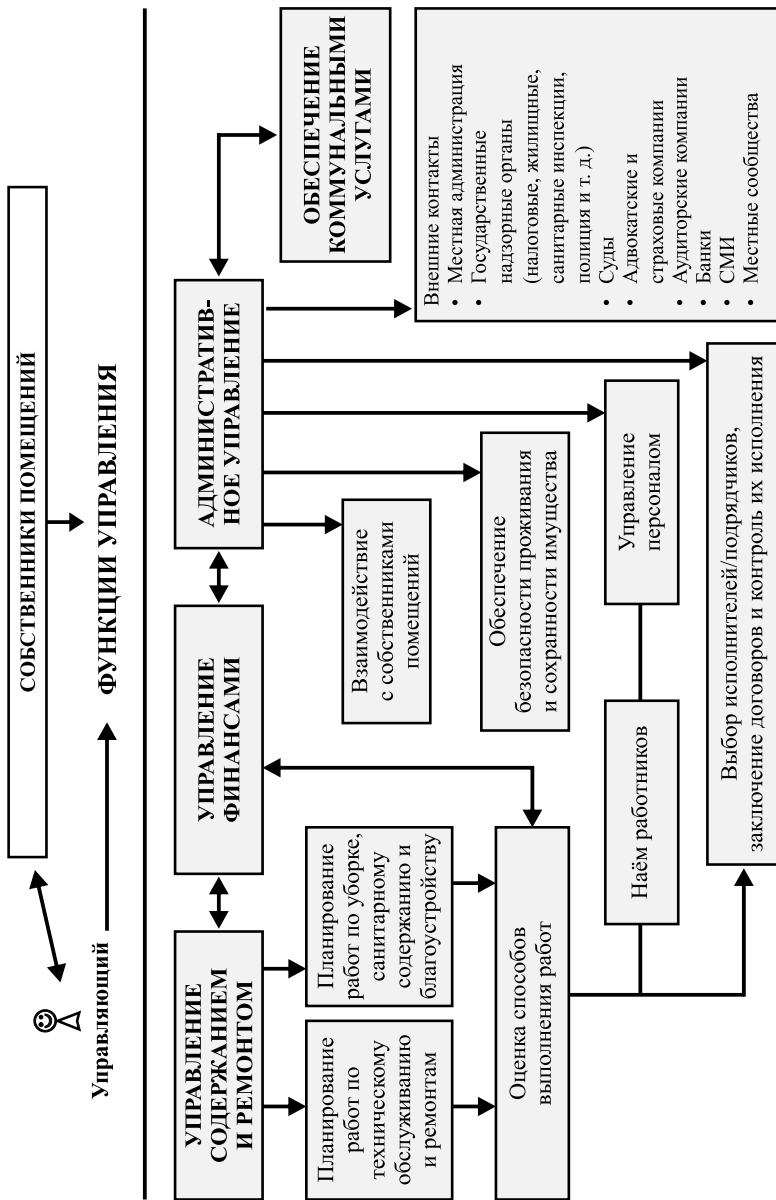 СОБСТВЕННИКИ ПОМЕЩЕНИЙ
Управляющий
ФУНКЦИИ УПРАВЛЕНИЯ
УПРАВЛЕНИЕ
СОДЕРЖАНИЕМ
И РЕМОНТОМ
УПРАВЛЕНИЕ
ФИНАНСАМИ
АДМИНИСТРАТИВ-
НОЕ УПРАВЛЕНИЕ
ОБЕСПЕЧЕНИЕ
КОММУНАЛЬНЫМИ
УСЛУГАМИ
Планирование
работ по
техническому
обслуживанию
и ремонтам
Планирование
работ по уборке,
санитарному
содержанию и
благоустройству
Взаимодействие
с собственниками
помещений
Внешние контакты
• Местная администрация
• Государственные
надзорные органы
(налоговые, жилищные,
санитарные инспекции,
полиция и т. д.)
• Суды
• Адвокатские и
страховые компании
• Аудиторские компании
• Банки
• СМИ
• Местные сообщества
Оценка способов
выполнения работ
Обеспечение
безопасности проживания
и сохранности имущества
Наём работников
Управление
персоналом
Выбор исполнителей/подрядчиков,
заключение договоров и контроль их исполнения